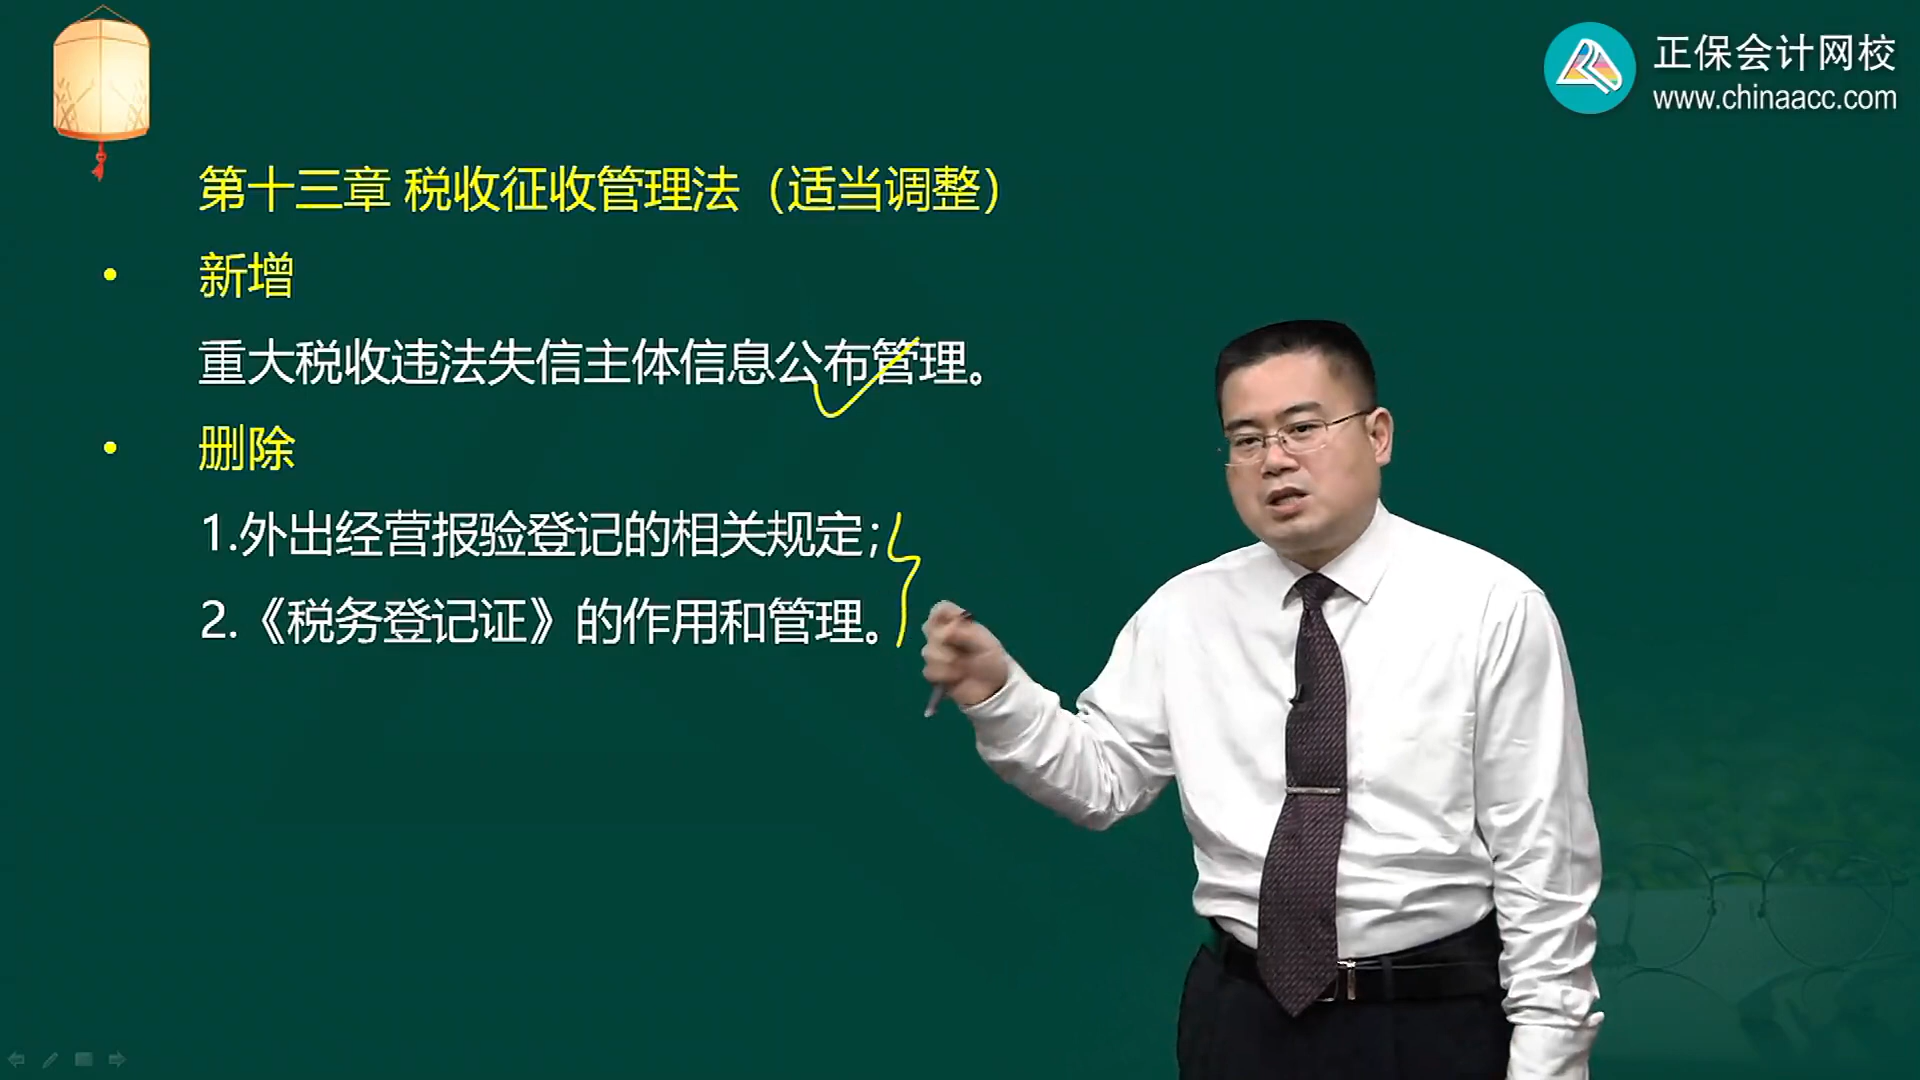 正保会计网校
www.chinaacc.com
第十三章 税收征收管理法（适当调整）
• 新增
重大税收违法失信主体信息公布管理。
• 删除
1.外出经营报验登记的相关规定；
2.《税务登记证》的作用和管理。